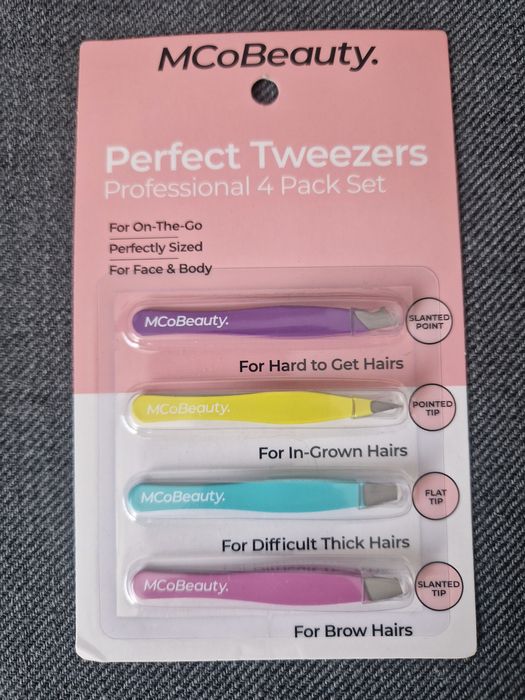 MCoBeauty.
Perfect Tweezers
Professional 4 Pack Set
For On-The-Go
Perfectly Sized
For Face & Body
MCoBeauty.
SLANTED
POINT
For Hard to Get Hairs
MCoBeauty.
POINTED
TIP
For In-Grown Hairs
MCoBeauty.
FLAT
TIP
For Difficult Thick Hairs
MCoBeauty.
SLANTED
TIP
For Brow Hairs